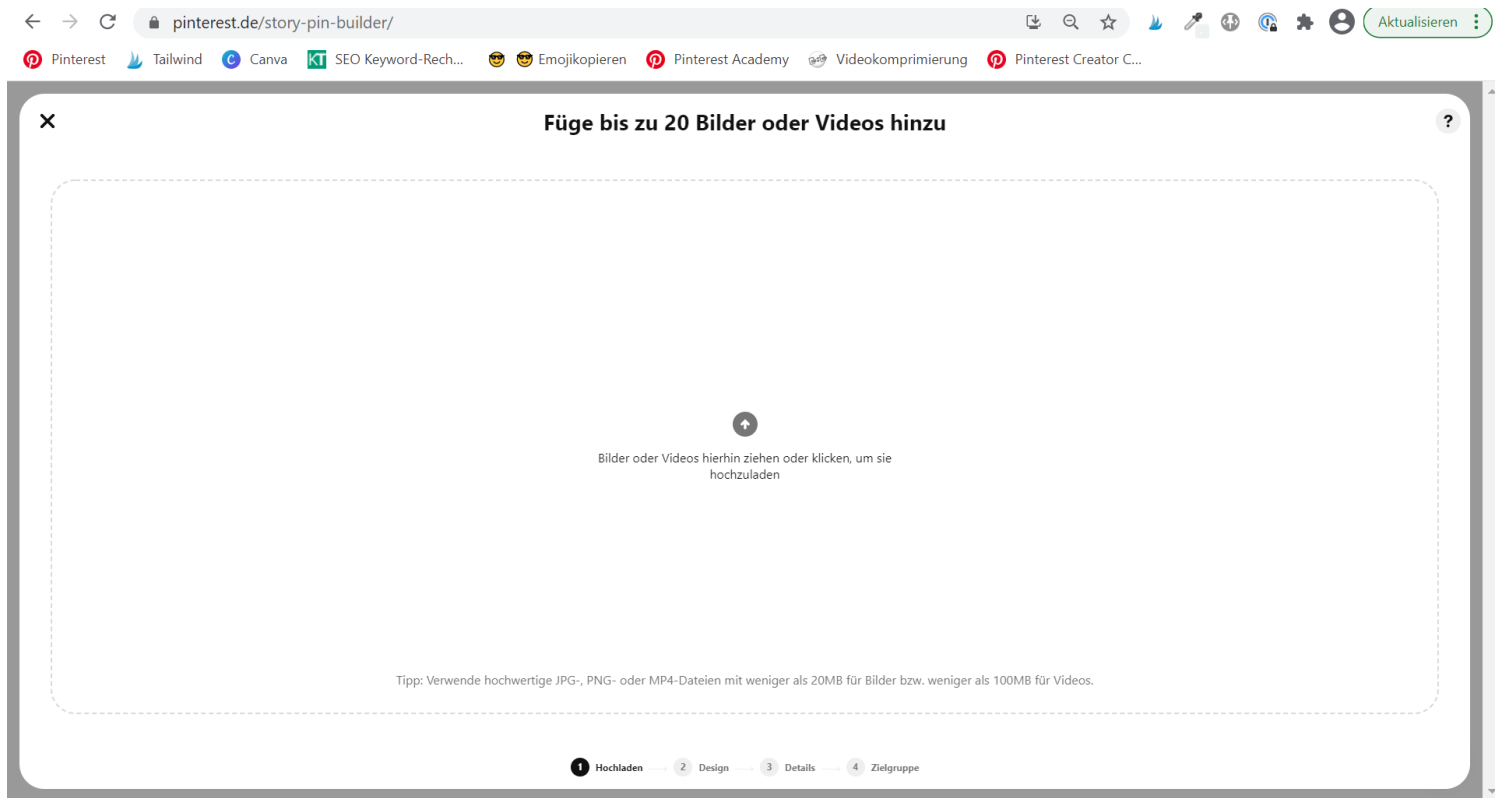 pinterest.de/story-pin-builder/
Aktualisieren
Pinterest Tailwind Canva KT SEO Keyword-Rech... Emojikopieren Pinterest Academy Videokomprimierung Pinterest Creator C...
Füge bis zu 20 Bilder oder Videos hinzu
?
Bilder oder Videos hierhin ziehen oder klicken, um sie
hochzuladen
Tipp: Verwende hochwertige JPG-, PNG- oder MP4-Dateien mit weniger als 20MB für Bilder bzw. weniger als 100MB für Videos.
1 Hochladen 2 Design 3 Details 4 Zielgruppe